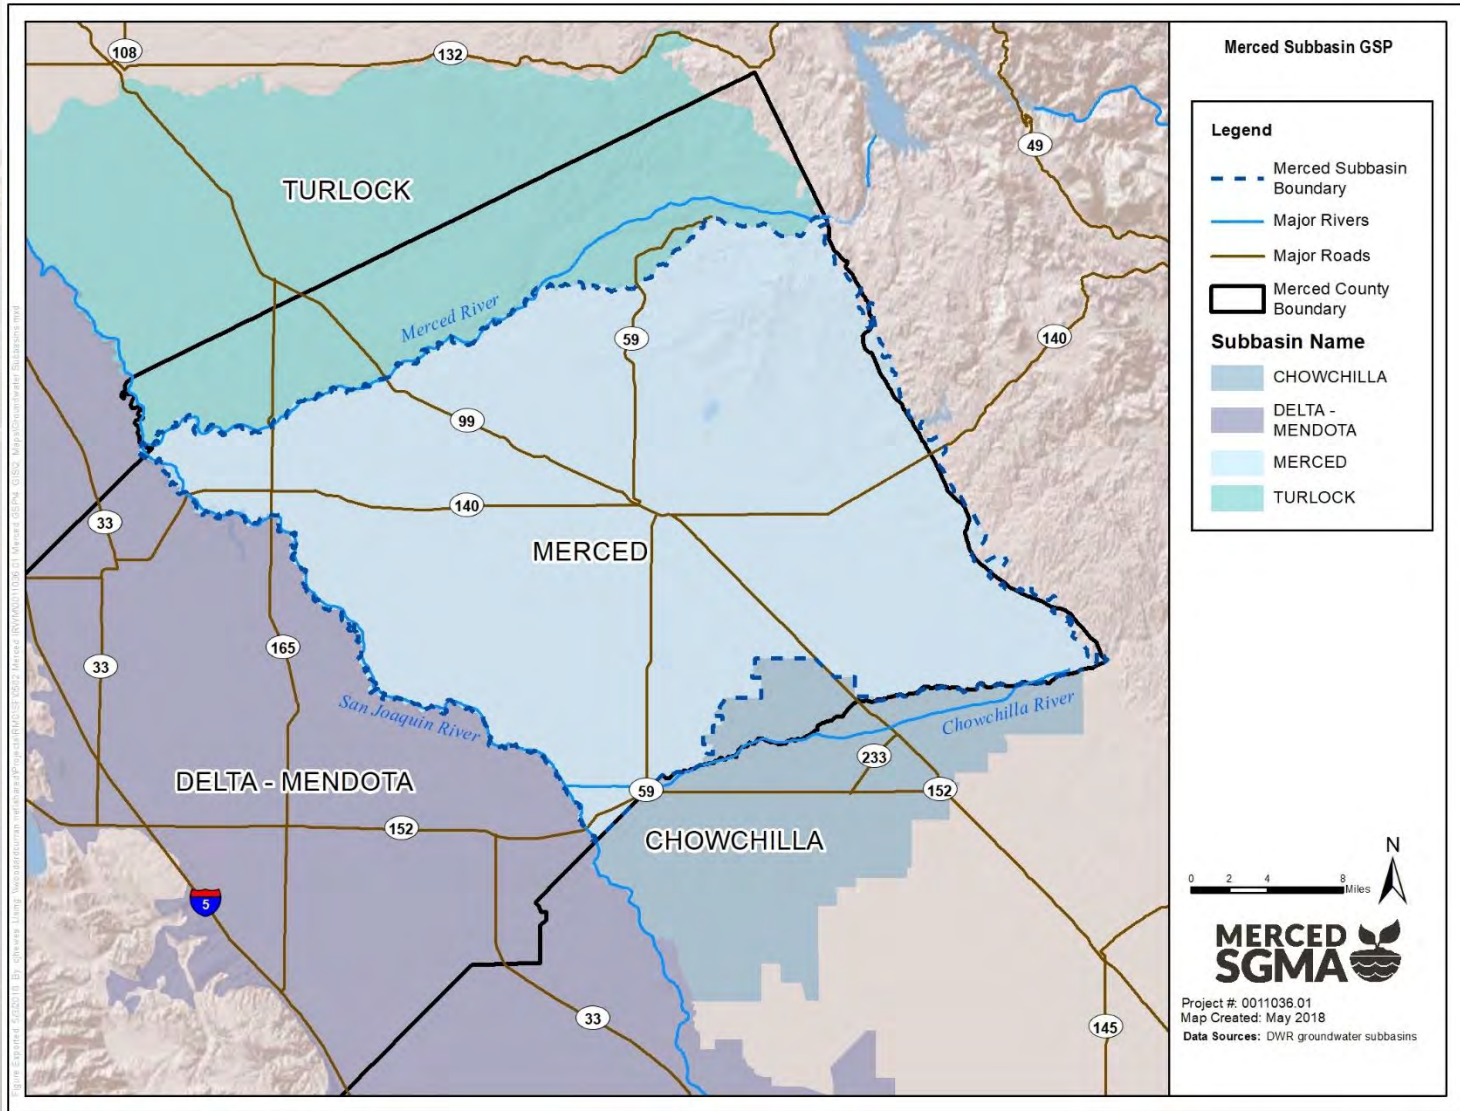 108
132
49
TURLOCK
Merced River
59
140
99
140
33
MERCED
165
33
San Joaquin River
Chowchilla River
233
DELTA - MENDOTA
59
152
152
CHOWCHILLA
5
33
145
Merced Subbasin GSP
Legend
Merced Subbasin
Boundary
Major Rivers
Major Roads
Merced County
Boundary
Subbasin Name
CHOWCHILLA
DELTA -
MENDOTA
MERCED
TURLOCK
N
0 2 4 8
Miles
MERCED
SGMA
Project #: 0011036.01
Map Created: May 2018
Data Sources: DWR groundwater subbasins